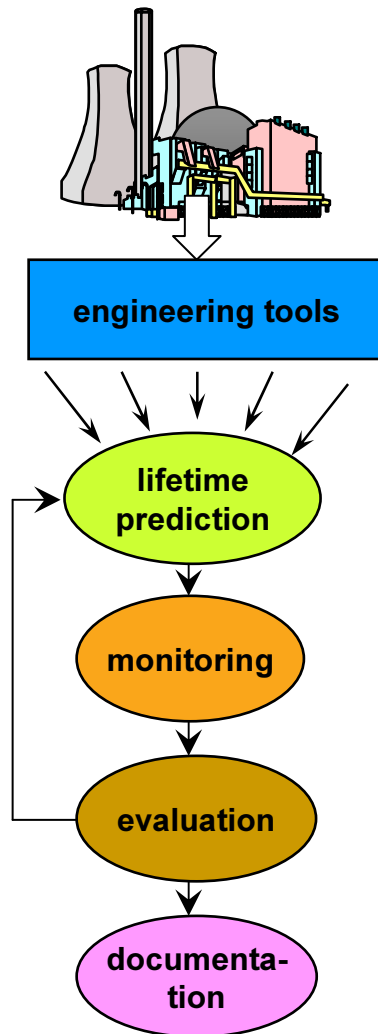 engineering tools
lifetime
prediction
monitoring
evaluation
documenta-
tion